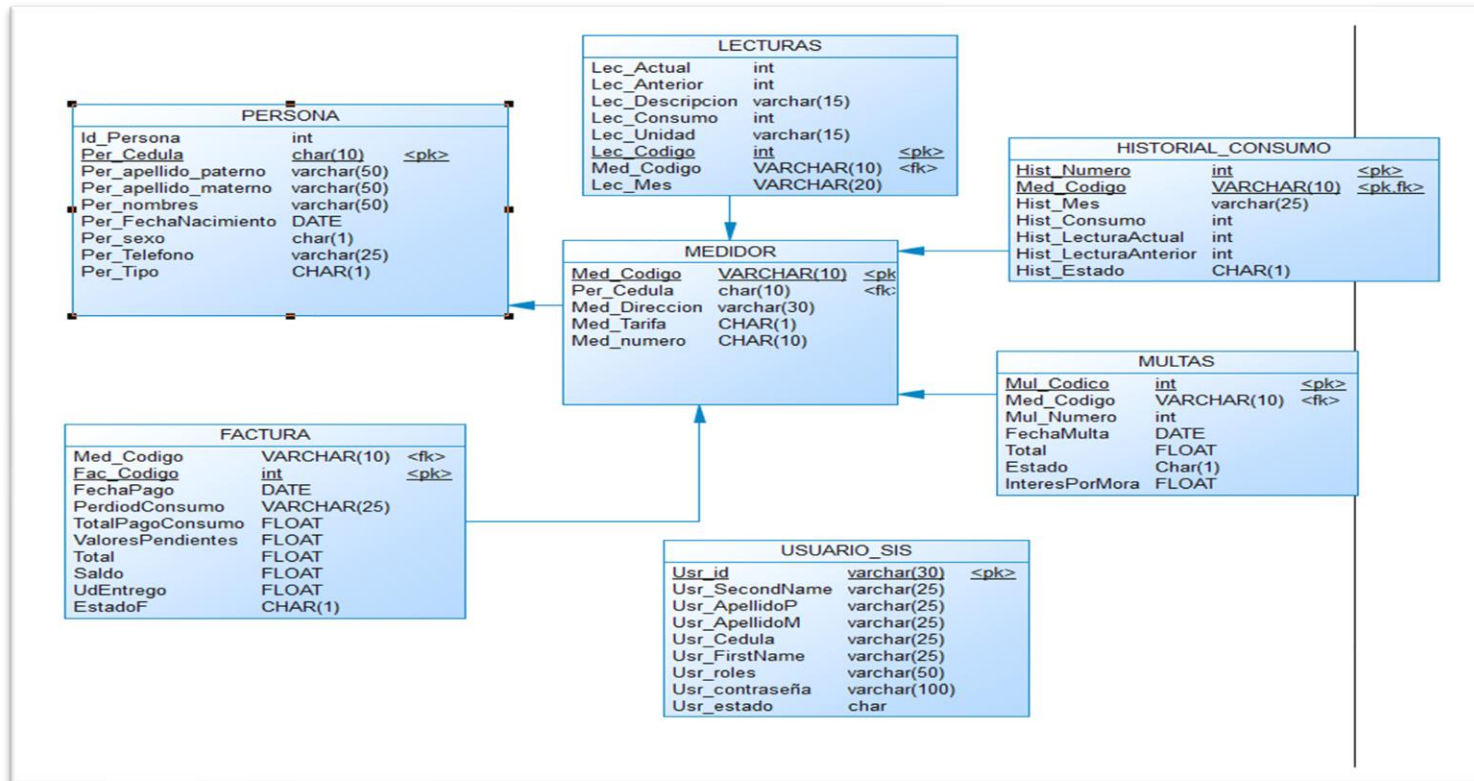 LECTURAS
Lec_Actual int
Lec_Anterior int
Lec_Descripcion varchar(15)
Lec_Consumo int
Lec_Unidad varchar(15)
Lec_Codigo int <pk>
Med_Codigo VARCHAR(10) <fk>
Lec_Mes VARCHAR(20)
PERSONA
Id_Persona int
Per_Cedula char(10) <pk>
Per_apellido_paterno varchar(50)
Per_apellido_materno varchar(50)
Per_nombres varchar(50)
Per_FechaNacimiento DATE
Per_sexo char(1)
Per_Telefono varchar(25)
Per_Tipo CHAR(1)
HISTORIAL_CONSUMO
Hist_Numero int <pk>
Med_Codigo VARCHAR(10) <pk,fk>
Hist_Mes varchar(25)
Hist_Consumo int
Hist_LecturaActual int
Hist_LecturaAnterior int
Hist_Estado CHAR(1)
MEDIDOR
Med_Codigo VARCHAR(10) <pk
Per_Cedula char(10) <fk>
Med_Direccion varchar(30)
Med_Tarifa CHAR(1)
Med_numero CHAR(10)
MULTAS
Mul_Codico int <pk>
Med_Codigo VARCHAR(10) <fk>
Mul_Numero int
FechaMulta DATE
Total FLOAT
Estado Char(1)
InteresPorMora FLOAT
FACTURA
Med_Codigo VARCHAR(10) <fk>
Fac_Codigo int <pk>
FechaPago DATE
PerdiodConsumo VARCHAR(25)
TotalPagoConsumo FLOAT
ValoresPendientes FLOAT
Total FLOAT
Saldo FLOAT
UdEntrego FLOAT
EstadoF CHAR(1)
USUARIO_SIS
Usr_id varchar(30) <pk>
Usr_SecondName varchar(25)
Usr_ApellidoP varchar(25)
Usr_ApellidoM varchar(25)
Usr_Cedula varchar(25)
Usr_FirstName varchar(25)
Usr_roles varchar(50)
Usr_contraseña varchar(100)
Usr_estado char